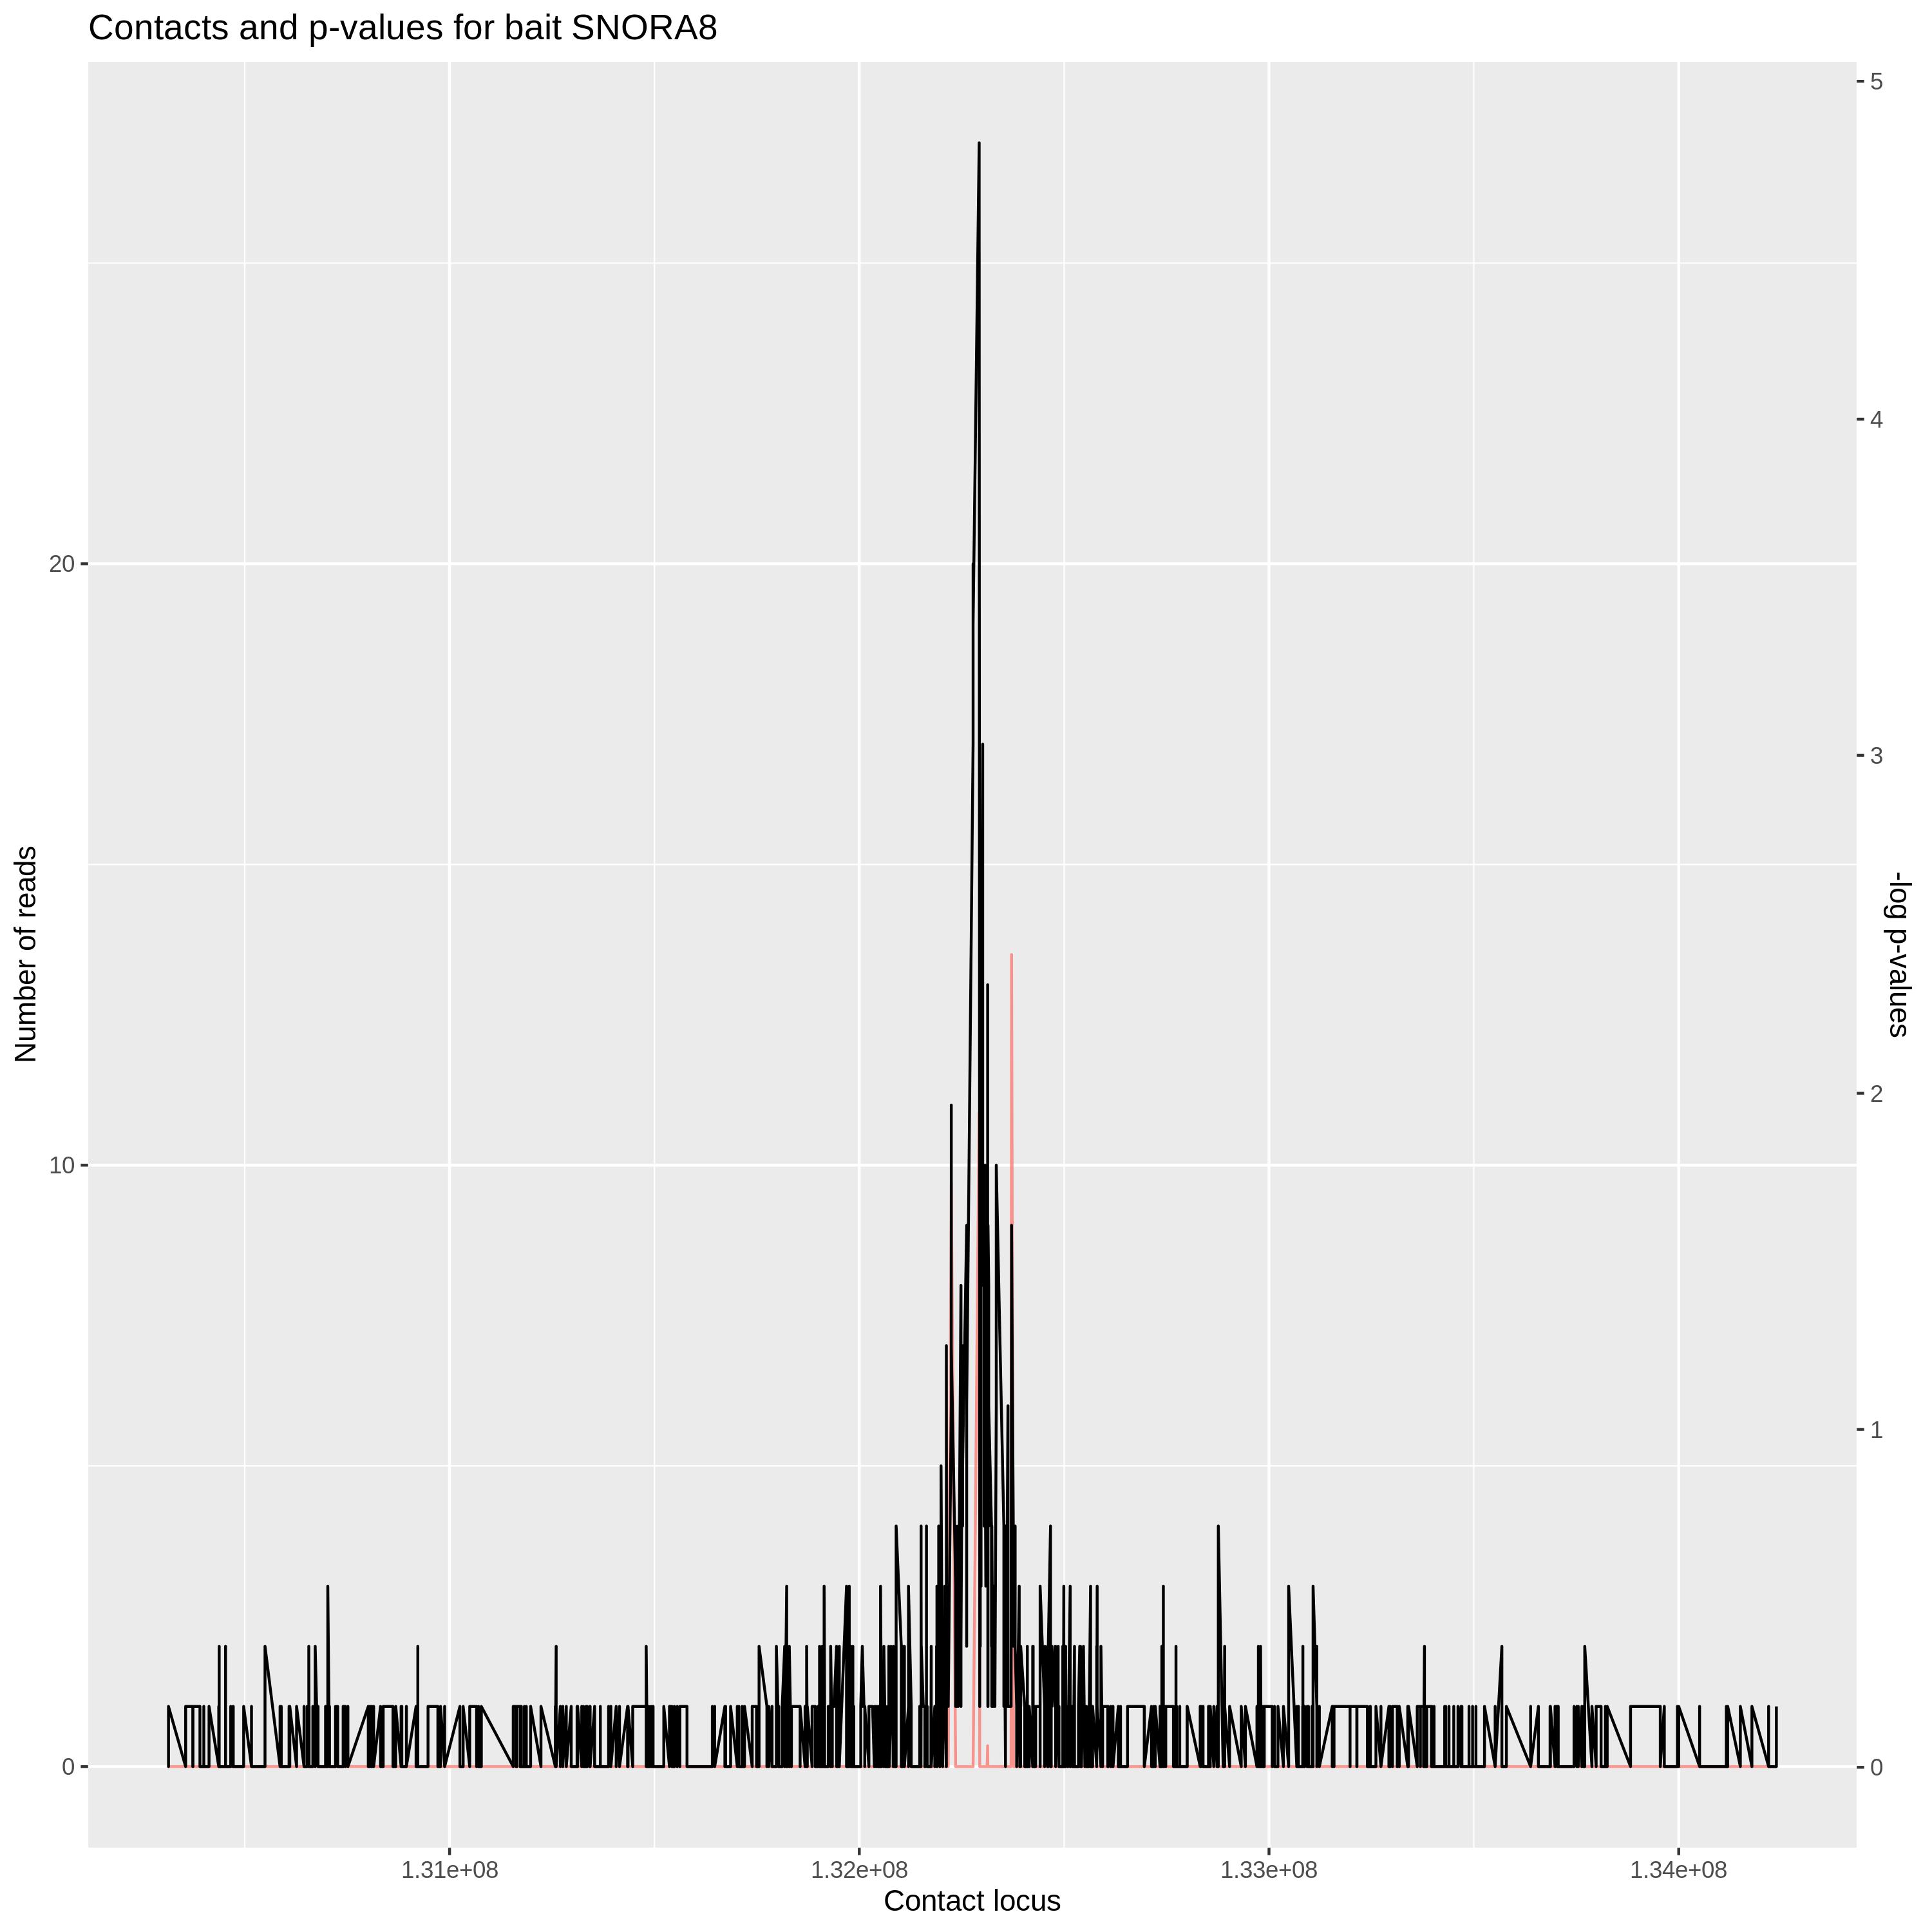 Contacts and p-values for bait SNORA8
Number of reads
20
10
0
5
4
3
2
1
0
-log p-values
1.31e+08
1.32e+08
1.33e+08
1.34e+08
Contact locus